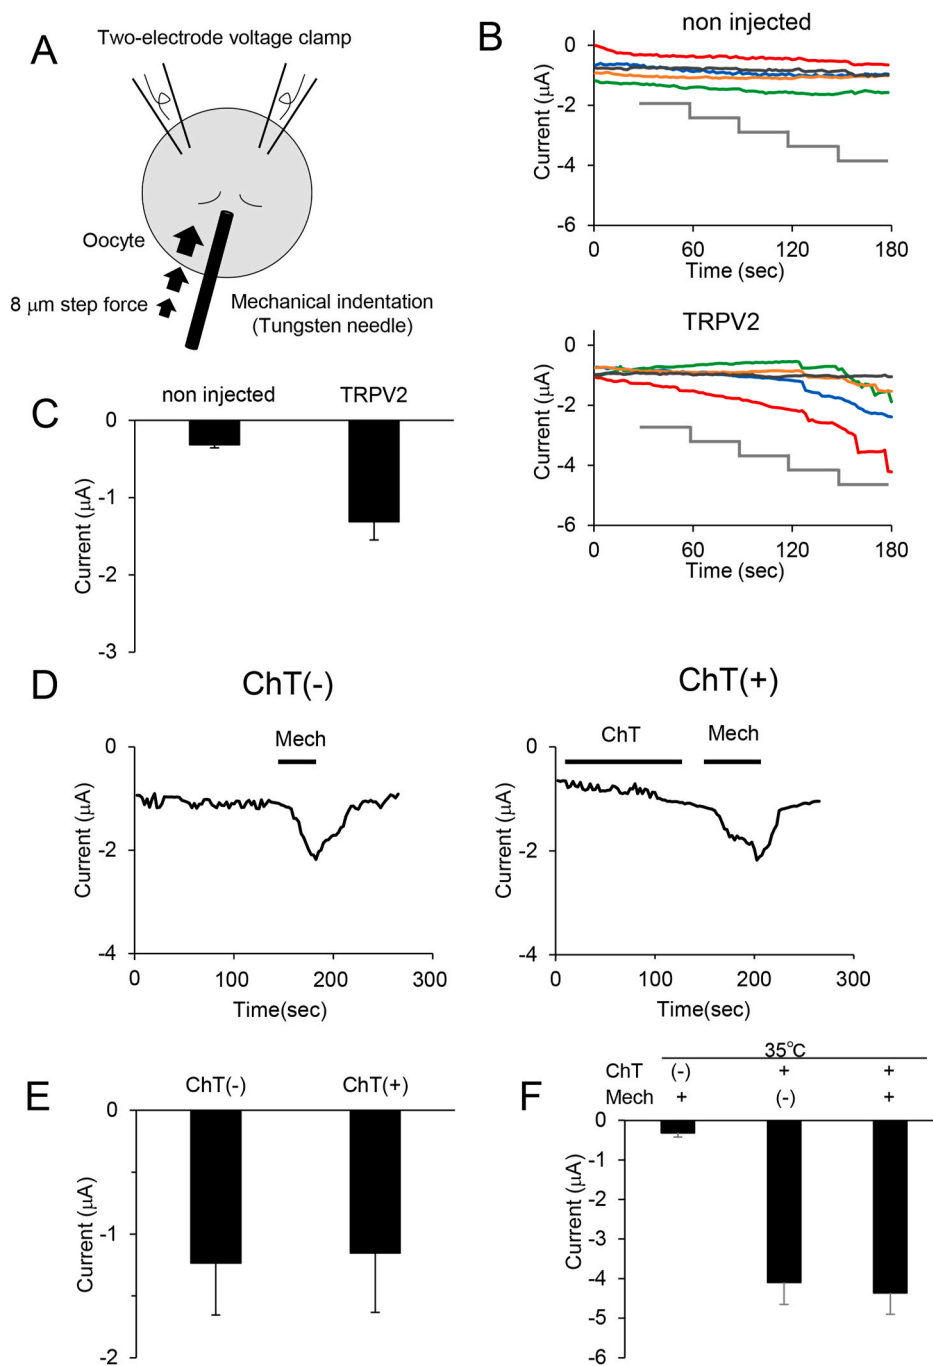 A
Two-electrode voltage clamp
Oocyte
8 μm step force
Mechanical indentation
(Tungsten needle)
B
non injected
Current (μA)
0
-2
-4
-6
0
60
120
180
Time (sec)
TRPV2
Current (μA)
0
-2
-4
-6
0
60
120
180
Time (sec)
C
non injected
TRPV2
Current (μA)
0
-1
-2
-3
D
ChT(-)
Mech
Current (μA)
0
-2
-4
0
100
200
300
Time(sec)
ChT(+)
ChT
Mech
Current (μA)
0
-2
-4
0
100
200
300
Time(sec)
E
ChT(-)
ChT(+)
Current (μA)
0
-1
-2
F
35℃
ChT (-) + +
Mech + (-) +
Current (μA)
0
-1
-2
-3
-4
-5
-6